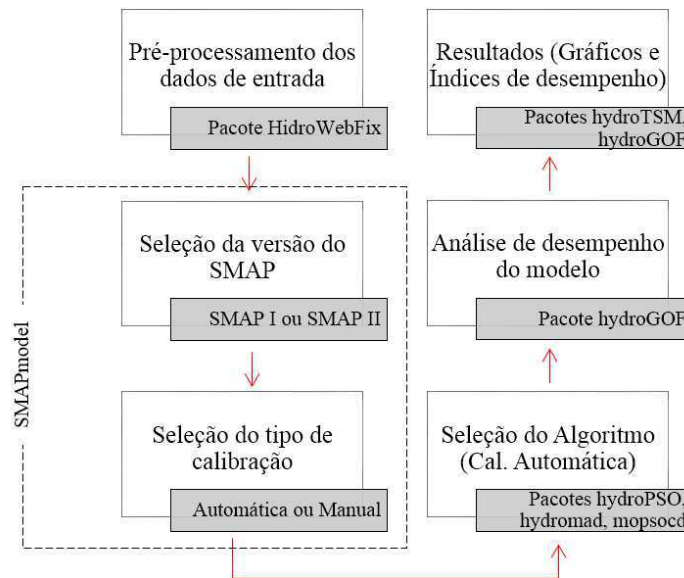 Pré-processamento dos
dados de entrada
Pacote HidroWebFix
SMAPmodel
Seleção da versão do
SMAP
SMAP I ou SMAP II
Seleção do tipo de
calibração
Automática ou Manual
Seleção do Algoritmo
(Cal. Automática)
Pacotes hydroPSO,
hydromad, mopsocd
Análise de desempenho
do modelo
Pacote hydroGOF
Resultados (Gráficos e
Índices de desempenho)
Pacotes hydroTSM,
hydroGOF